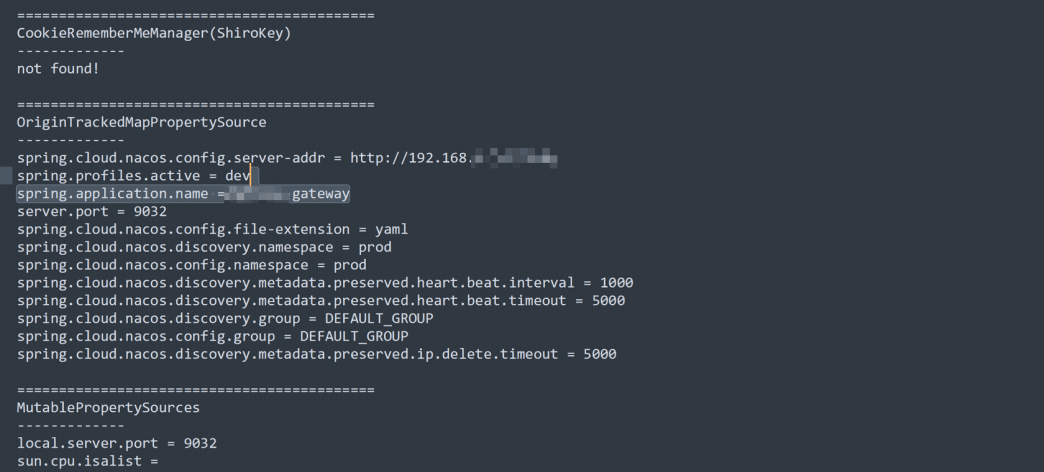 ===========================================
CookieRememberMeManager(ShiroKey)
-------------
not found!
===========================================
OriginTrackedMapPropertySource
-------------
spring.cloud.nacos.config.server-addr = http://192.168.
spring.profiles.active = dev
spring.application.name = gateway
server.port = 9032
spring.cloud.nacos.config.file-extension = yaml
spring.cloud.nacos.discovery.namespace = prod
spring.cloud.nacos.config.namespace = prod
spring.cloud.nacos.discovery.metadata.preserved.heart.beat.interval = 1000
spring.cloud.nacos.discovery.metadata.preserved.heart.beat.timeout = 5000
spring.cloud.nacos.discovery.group = DEFAULT_GROUP
spring.cloud.nacos.config.group = DEFAULT_GROUP
spring.cloud.nacos.discovery.metadata.preserved.ip.delete.timeout = 5000
===========================================
MutablePropertySources
-------------
local.server.port = 9032
sun.cpu.isalist =